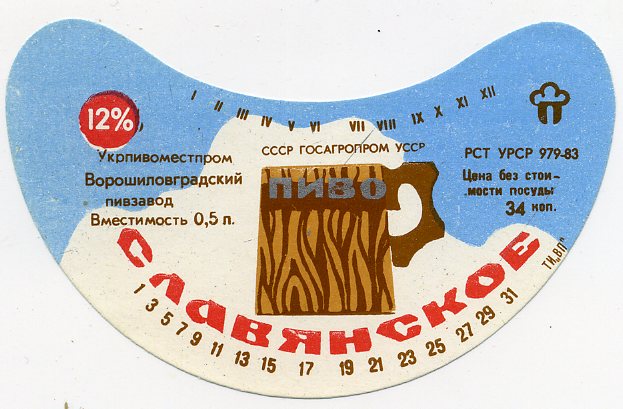 I II III IV V VI VII VIII IX X XI XII
12%
СССР ГОСАГРОПРОМ УССР
Укрпивоместпром
Ворошиловградский
пивзавод
Вместимость 0,5 л.
ПИВО
РСТ УРСР 979-83
Цена без стои-
мости посуды
34 коп.
ТИ„ВП"
СЛАВЯНСКОЕ
1 3 5 7 9 11 13 15 17 19 21 23 25 27 29 31